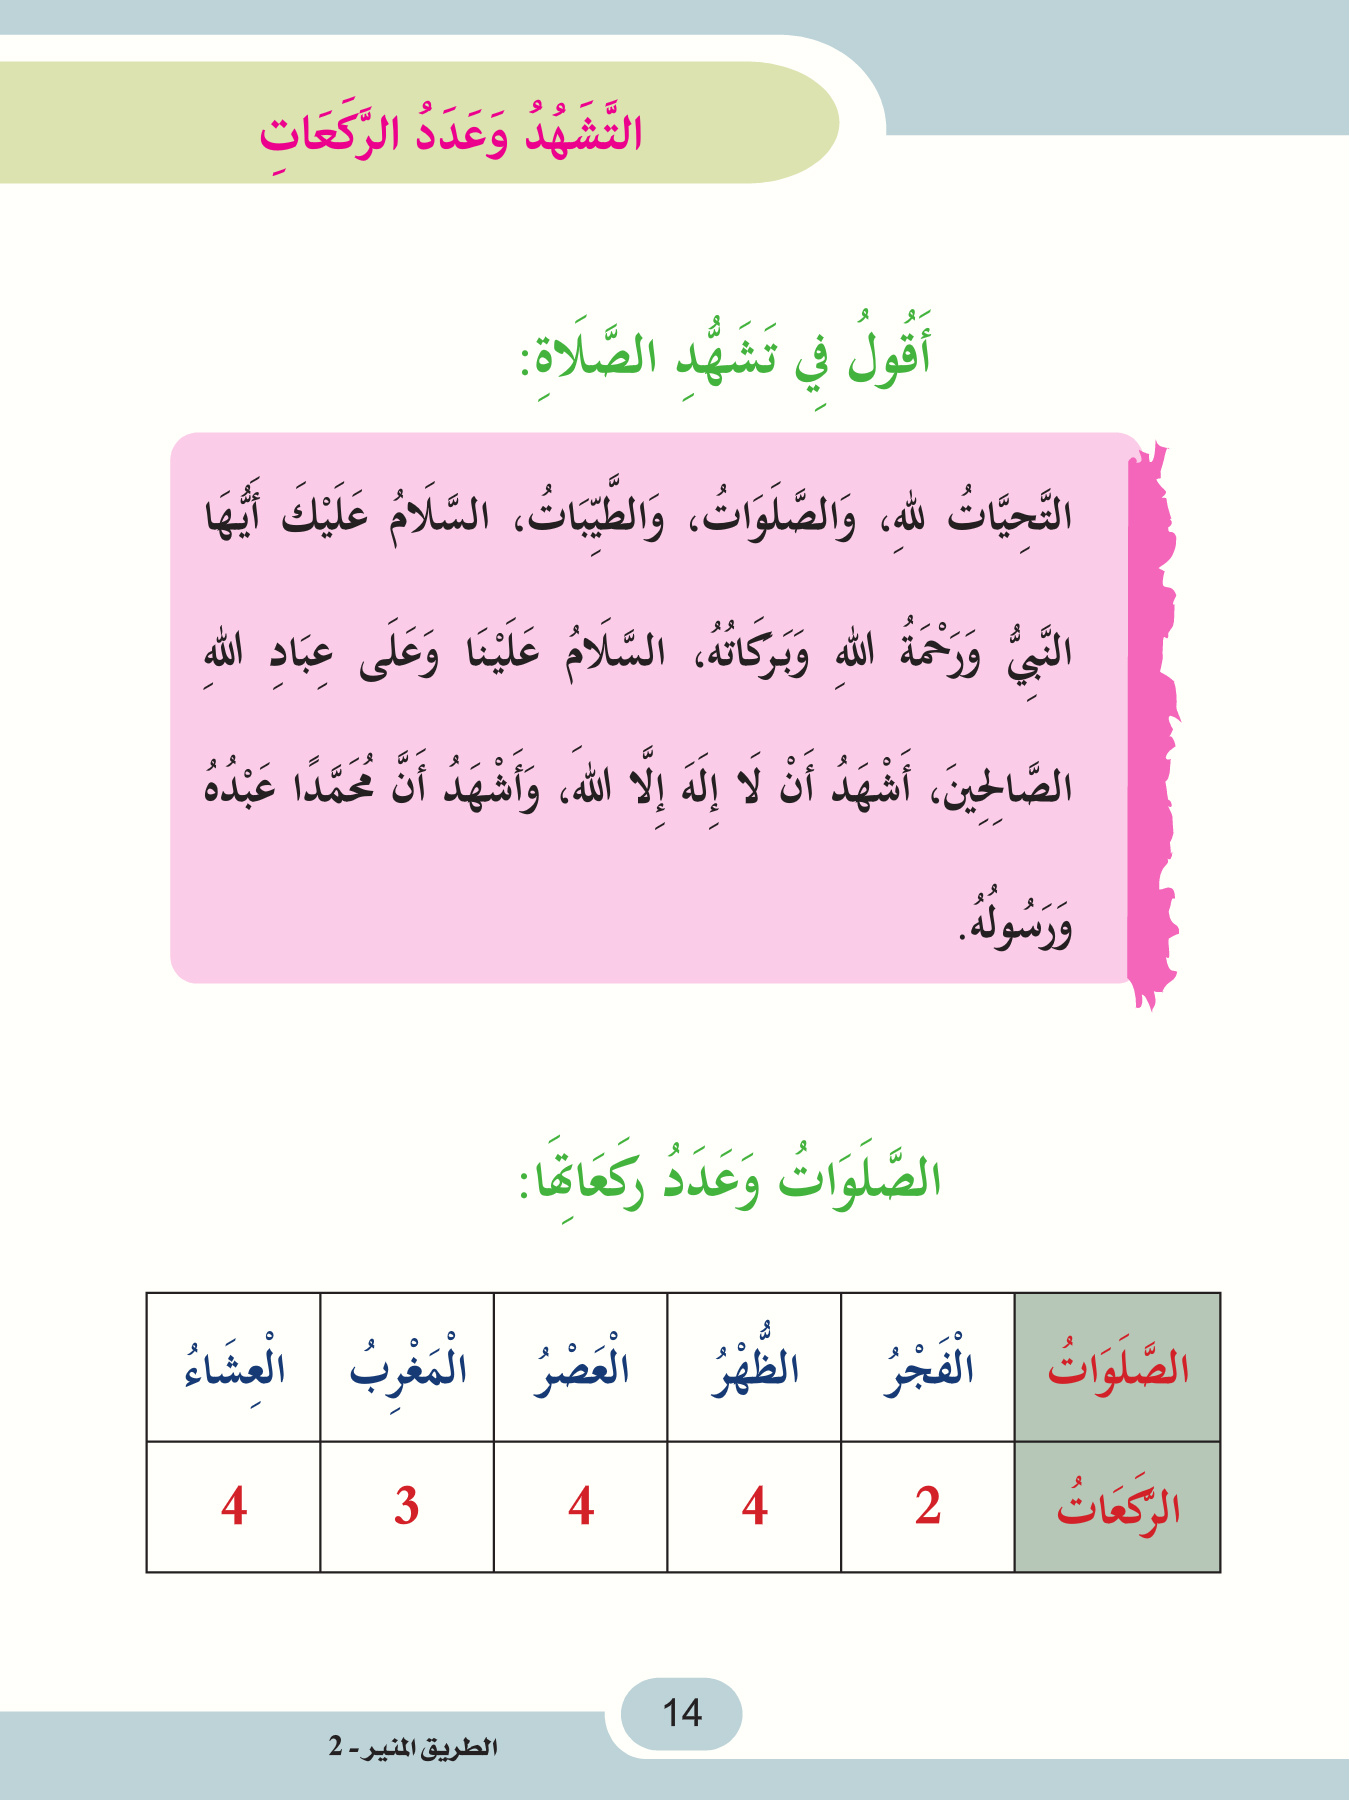 التَّشَهُدُ وَعَدَدُ الرَّكَعَاتِ
أَقُولُ فِي تَشَهُّدِ الصَّلَاةِ:
التَّحِيَّاتُ لله‍ِ، وَالصَّلَوَاتُ، وَالطَّيِّبَاتُ، السَّلَامُ عَلَيْكَ أَيُّهَا
النَّبِيُّ وَرَحْمَةُ اللهِ وَبَرَكَاتُهُ، السَّلَامُ عَلَيْنَا وَعَلَى عِبَادِ اللهِ
الصَّالِحِينَ، أَشْهَدُ أَنْ لَا إِلَهَ إِلَّا اللهَ، وَأَشْهَدُ أَنَّ مُحَمَّدًا عَبْدُهُ
وَرَسُولُهُ.
الصَّلَوَاتُ وَعَدَدُ رَكَعَاتِهَا:
الصَّلَوَاتُ الْفَجْرُ الظُّهْرُ الْعَصْرُ الْمَغْرِبُ الْعِشَاءُ
الرَّكَعَاتُ 2 4 4 3 4
14
الطريق المنير - 2